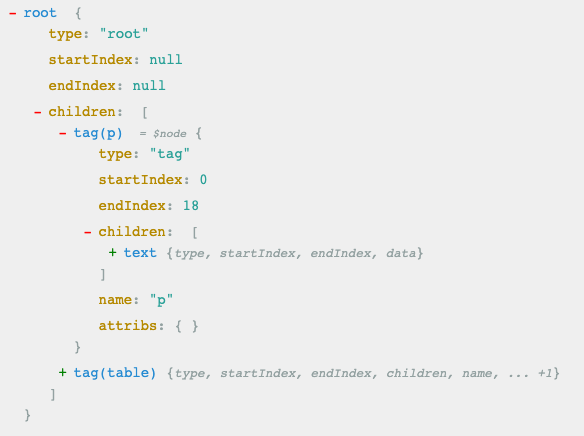 - root {
type: "root"
startIndex: null
endIndex: null
- children: [
- tag(p) = $node {
type: "tag"
startIndex: 0
endIndex: 18
- children: [
+ text {type, startIndex, endIndex, data}
]
name: "p"
attribs: { }
}
+ tag(table) {type, startIndex, endIndex, children, name, ... +1}
]
}